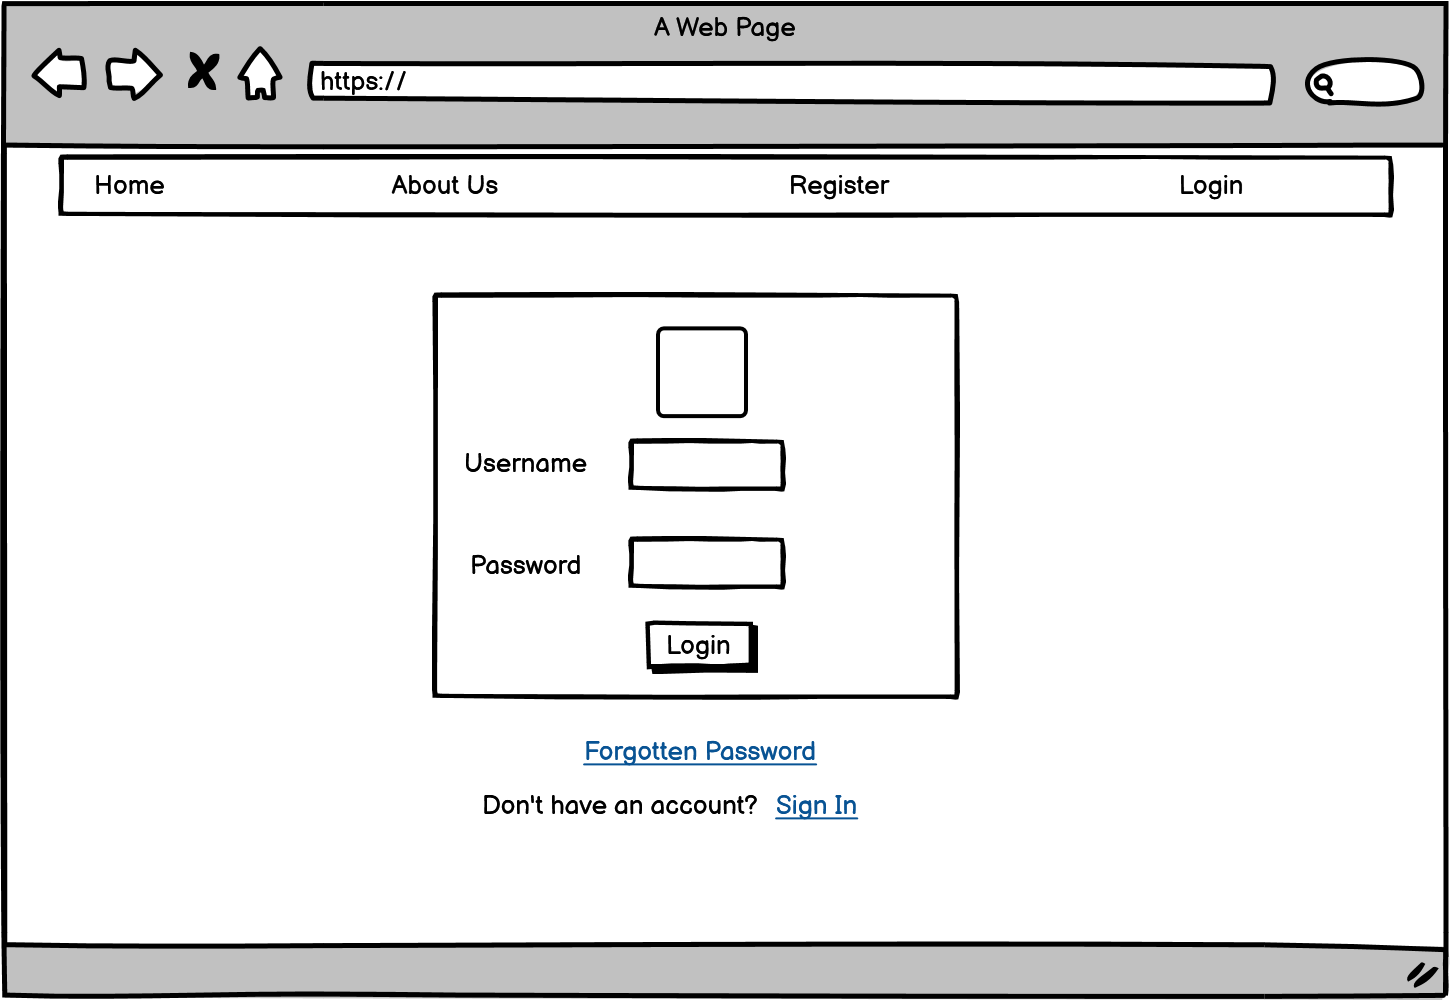 A Web Page
https://
Home About Us Register Login
Username
Password
Login
Forgotten Password
Don't have an account? Sign In